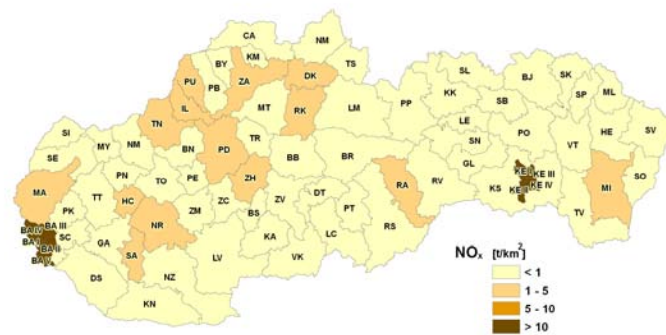 CA
NM
KM
BY
TS
PU
ZA
DK
PB
SL
SK
BJ
ML
IL
MT
RK
LM
PP
KK
SB
SP
TN
LE
PO
HE
SV
SI
MY
NM
BN
PD
TR
SN
VT
SE
BB
BR
GL
PN
TO
PE
ZH
RA
RV
KS
KE I
KE III
KE II
KE IV
MI
SO
MA
TT
HC
ZM
ZC
BS
ZV
DT
PT
TV
PK
BA IV
BA III
BA I
BA II
BA V
SC
GA
NR
KA
LC
RS
SA
LV
VK
DS
NZ
KN
NOx [t/km²]
< 1
1 - 5
5 - 10
> 10